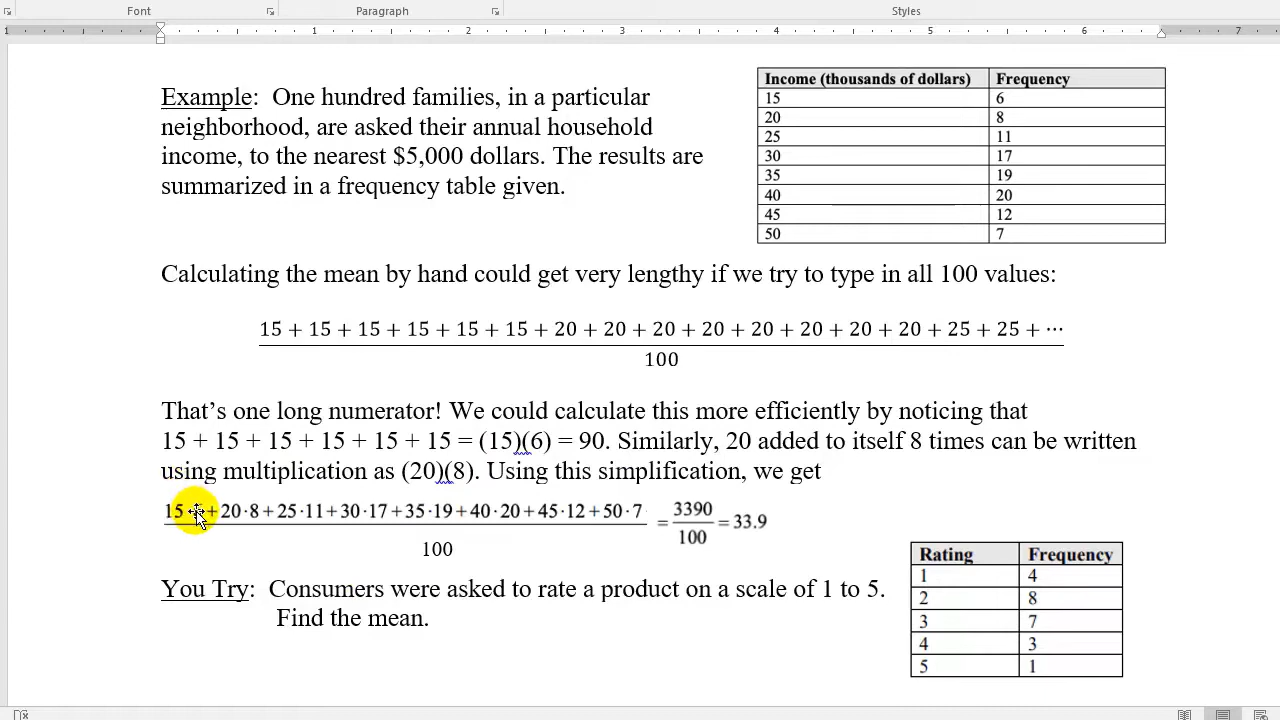 Font Paragraph Styles
1 1 2 3 4 5 6 7
Example: One hundred families, in a particular
neighborhood, are asked their annual household
income, to the nearest $5,000 dollars. The results are
summarized in a frequency table given.
Income (thousands of dollars) Frequency
15 6
20 8
25 11
30 17
35 19
40 20
45 12
50 7
Calculating the mean by hand could get very lengthy if we try to type in all 100 values:
15 + 15 + 15 + 15 + 15 + 15 + 20 + 20 + 20 + 20 + 20 + 20 + 20 + 20 + 25 + 25 + ⋯
100
That’s one long numerator! We could calculate this more efficiently by noticing that
15 + 15 + 15 + 15 + 15 + 15 = (15)(6) = 90. Similarly, 20 added to itself 8 times can be written
using multiplication as (20)(8). Using this simplification, we get
15 + 20·8 + 25·11 + 30·17 + 35·19 + 40·20 + 45·12 + 50·7
100
= 3390
100
= 33.9
You Try: Consumers were asked to rate a product on a scale of 1 to 5.
Find the mean.
Rating Frequency
1 4
2 8
3 7
4 3
5 1